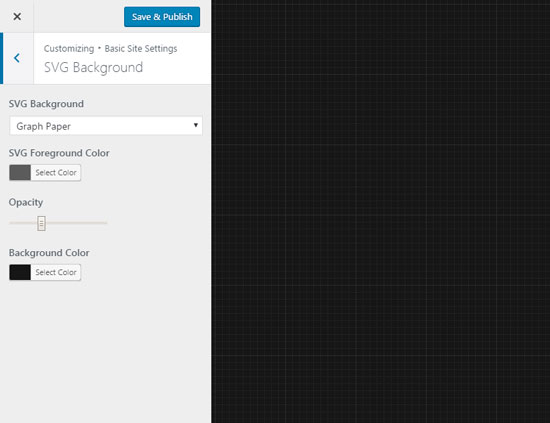 Save & Publish
Customizing • Basic Site Settings
SVG Background
SVG Background
Graph Paper
SVG Foreground Color
Select Color
Opacity
Background Color
Select Color